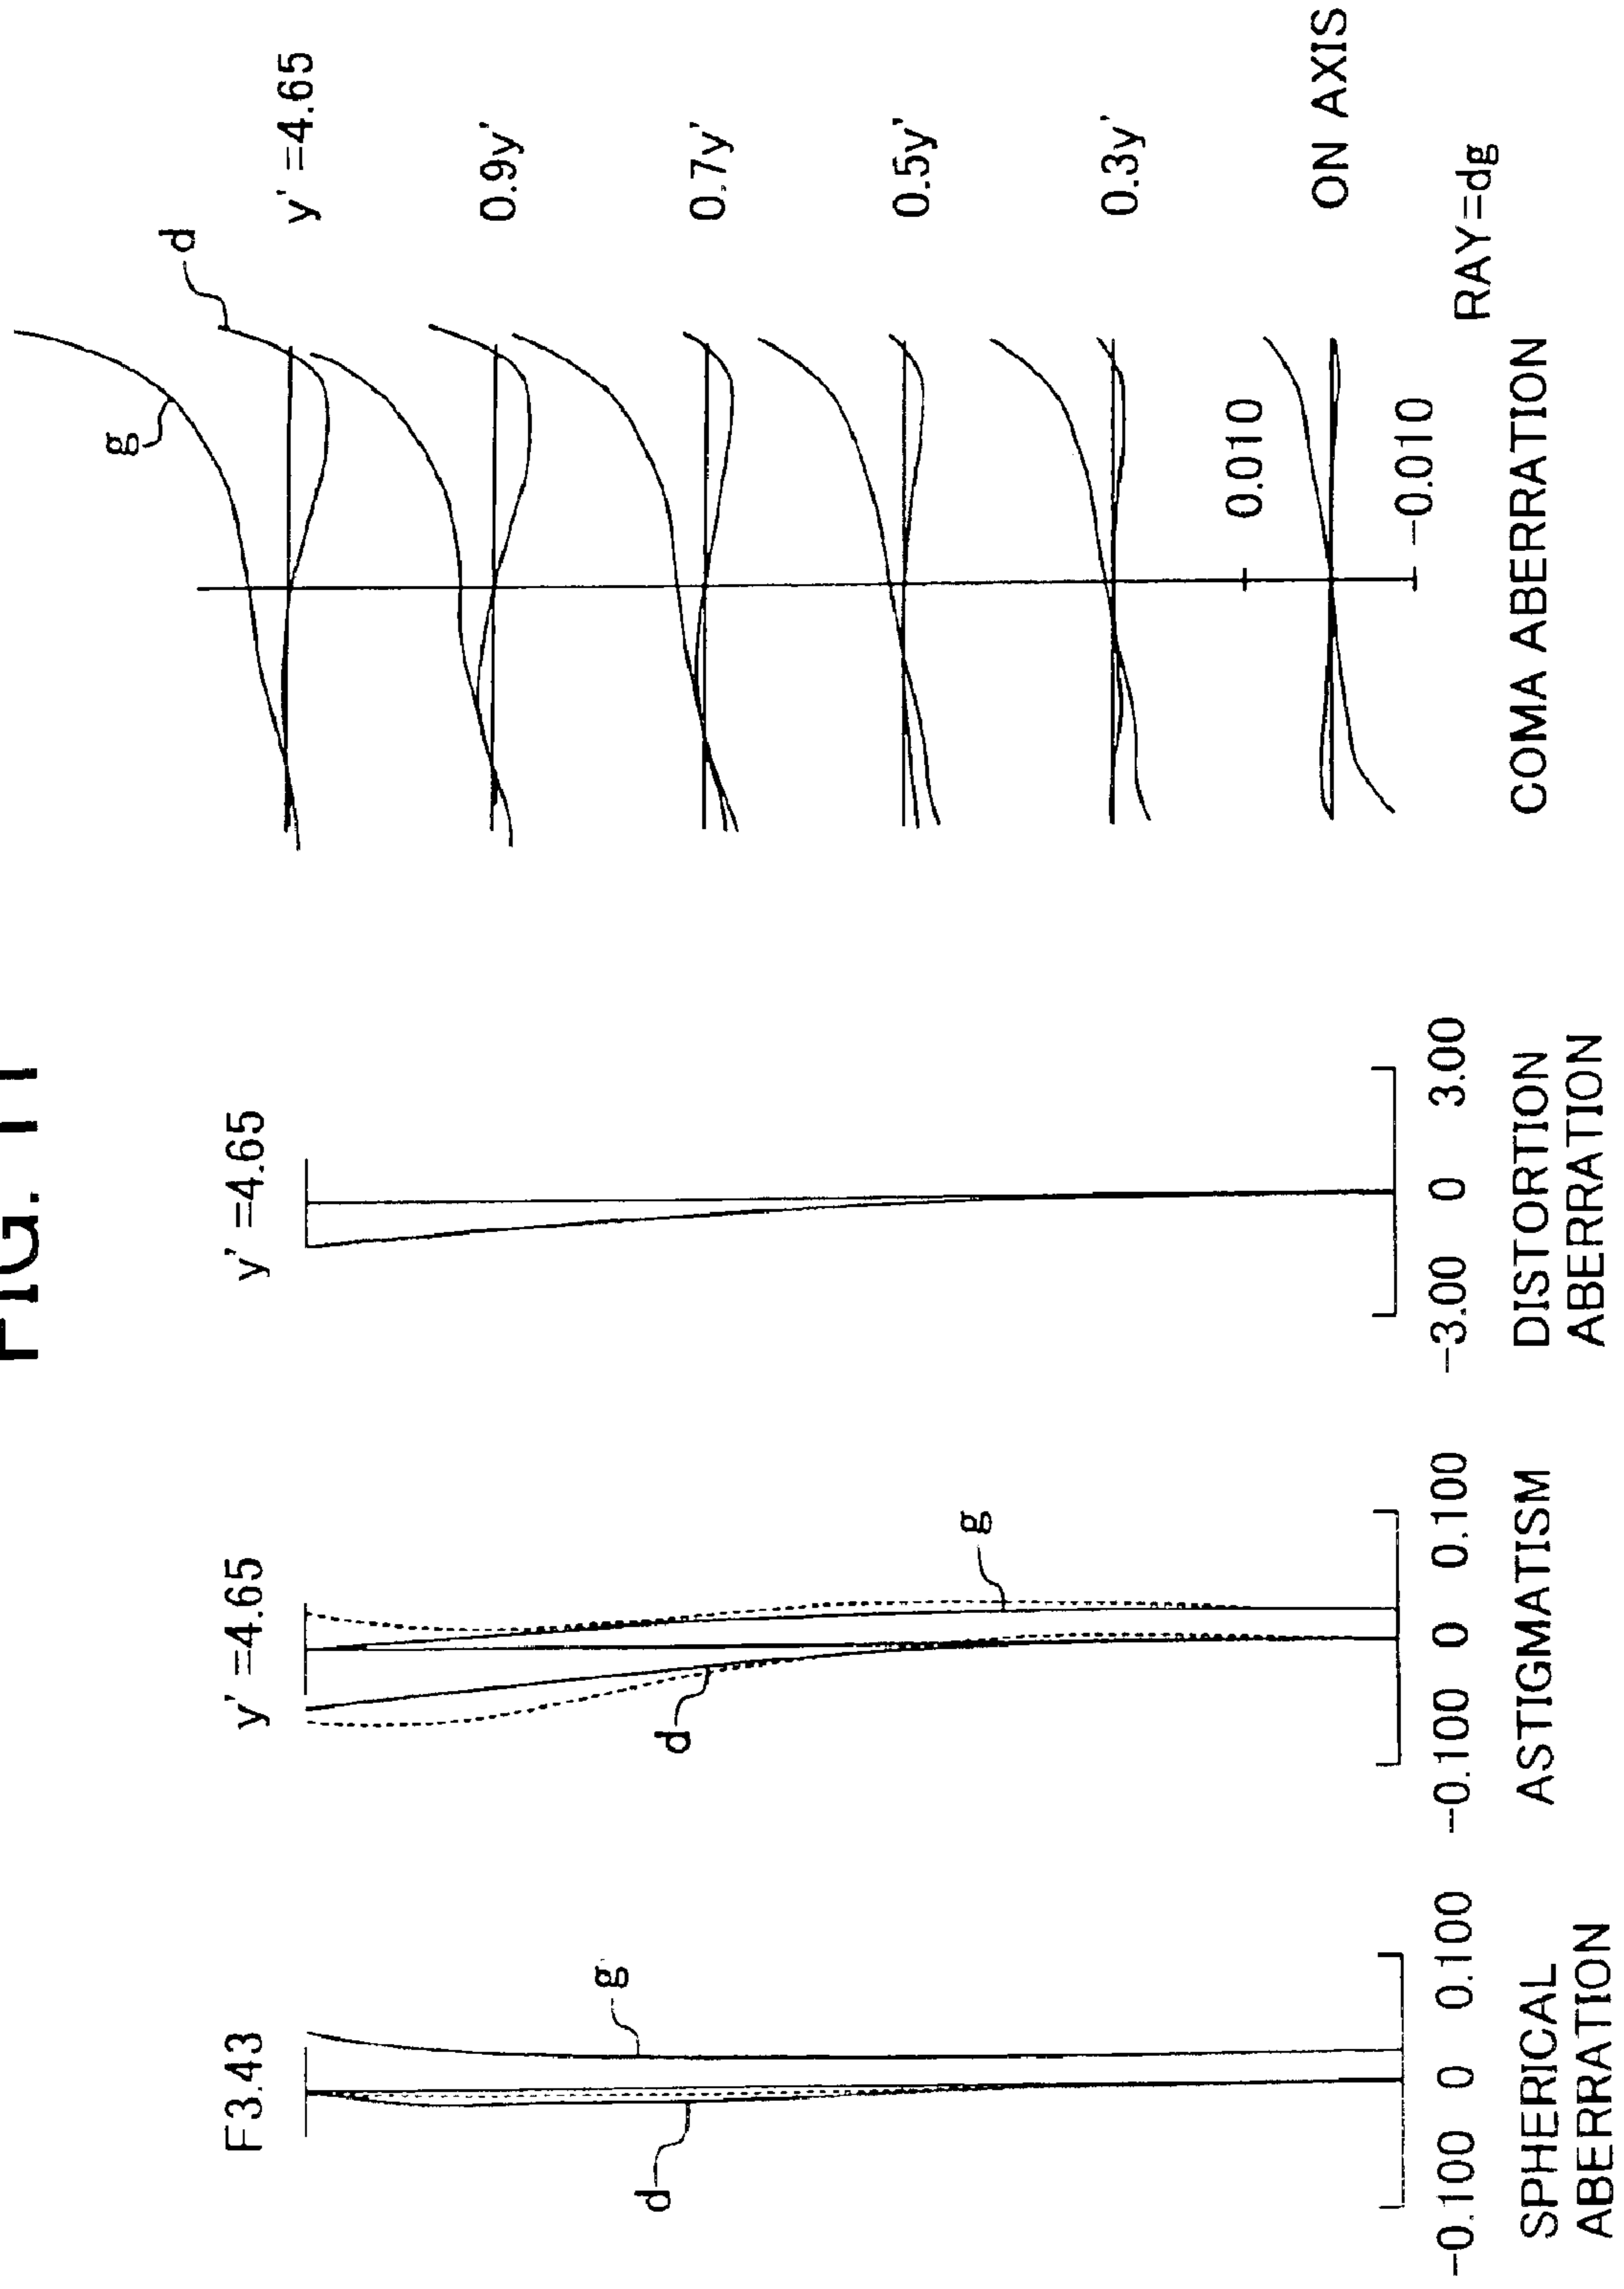 FIG. 11
F3.43
g
d
-0.100 0 0.100
SPHERICAL
ABERRATION
y'=4.65
g
d
-0.100 0 0.100
ASTIGMATISM
y'=4.65
-3.00 0 3.00
DISTORTION
ABERRATION
g
d
y'=4.65
0.9y'
0.7y'
0.5y'
0.3y'
0.010
ON AXIS
-0.010
RAY=dg
COMA ABERRATION